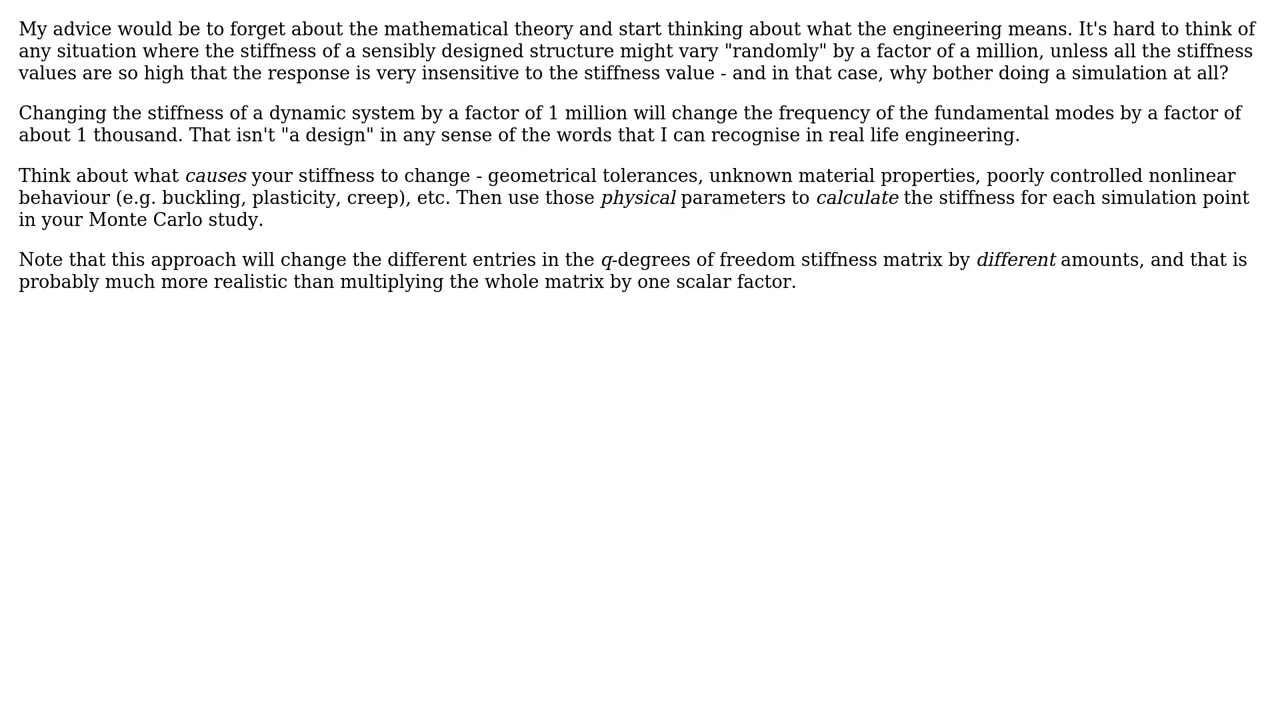 My advice would be to forget about the mathematical theory and start thinking about what the engineering means. It's hard to think of
any situation where the stiffness of a sensibly designed structure might vary "randomly" by a factor of a million, unless all the stiffness
values are so high that the response is very insensitive to the stiffness value - and in that case, why bother doing a simulation at all?
Changing the stiffness of a dynamic system by a factor of 1 million will change the frequency of the fundamental modes by a factor of
about 1 thousand. That isn't "a design" in any sense of the words that I can recognise in real life engineering.
Think about what causes your stiffness to change - geometrical tolerances, unknown material properties, poorly controlled nonlinear
behaviour (e.g. buckling, plasticity, creep), etc. Then use those physical parameters to calculate the stiffness for each simulation point
in your Monte Carlo study.
Note that this approach will change the different entries in the q-degrees of freedom stiffness matrix by different amounts, and that is
probably much more realistic than multiplying the whole matrix by one scalar factor.